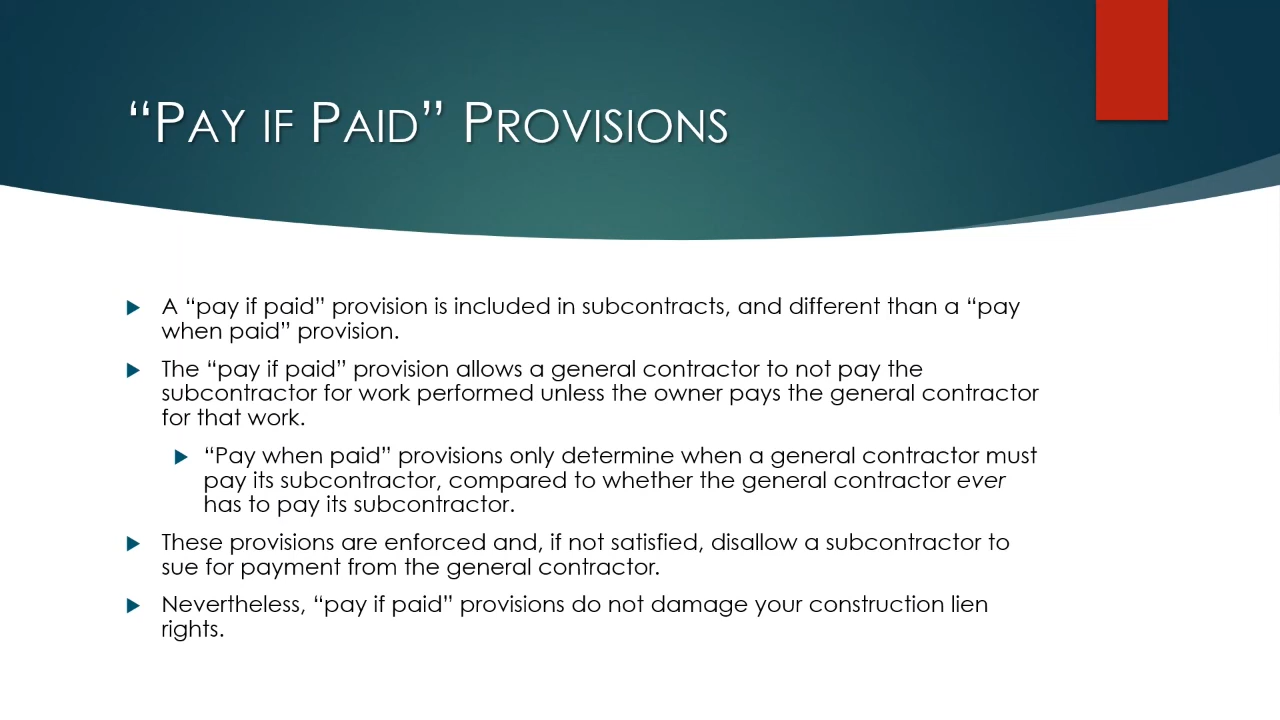 “Pay if Paid” Provisions
A “pay if paid” provision is included in subcontracts, and different than a “pay
when paid” provision.
The “pay if paid” provision allows a general contractor to not pay the
subcontractor for work performed unless the owner pays the general contractor
for that work.
“Pay when paid” provisions only determine when a general contractor must
pay its subcontractor, compared to whether the general contractor ever
has to pay its subcontractor.
These provisions are enforced and, if not satisfied, disallow a subcontractor to
sue for payment from the general contractor.
Nevertheless, “pay if paid” provisions do not damage your construction lien
rights.